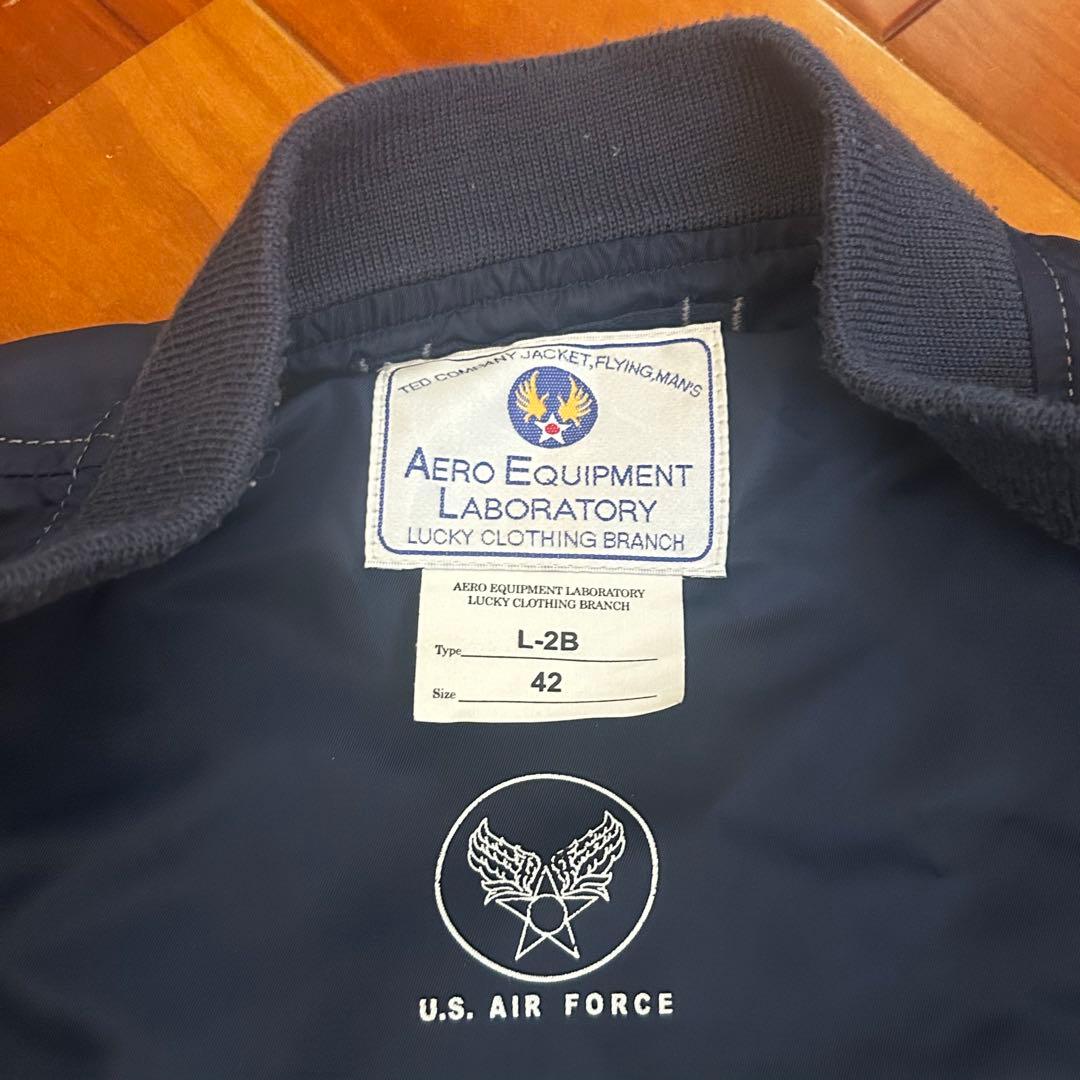 TED COMPANY JACKET,FLYING,MAN'S
AERO EQUIPMENT
LABORATORY
LUCKY CLOTHING BRANCH
AERO EQUIPMENT LABORATORY
LUCKY CLOTHING BRANCH
Type L-2B
Size 42
U.S. AIR FORCE